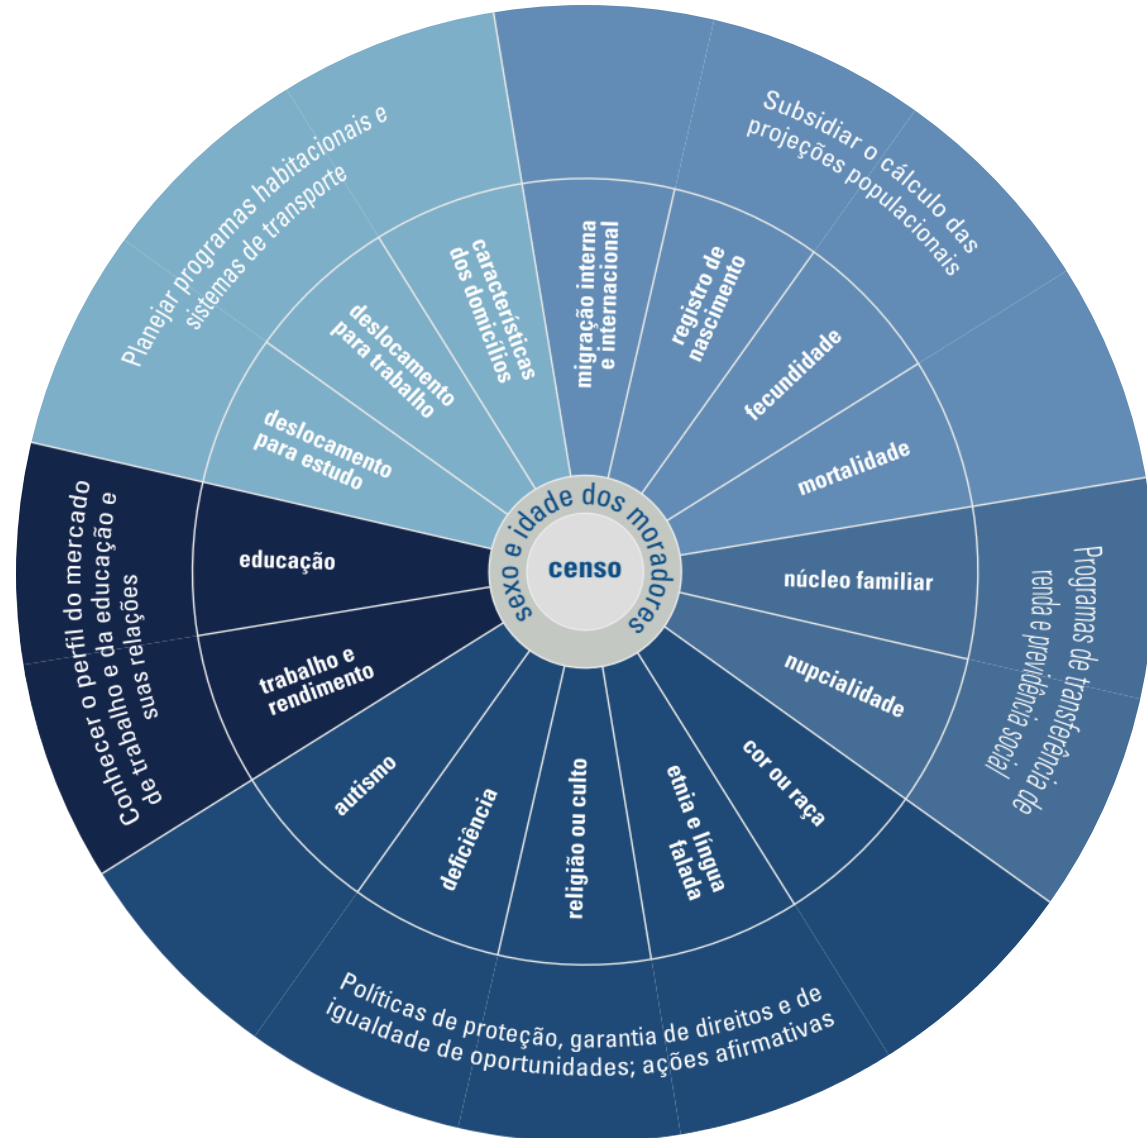 Planejar programas habitacionais e
sistemas de transporte
características
dos domicílios
deslocamento
para trabalho
deslocamento
para estudo
Subsidiar o cálculo das
projeções populacionais
migração interna
e internacional
registro de
nascimento
fecundidade
mortalidade
Programas de transferência de
renda e previdência social
núcleo familiar
nupcialidade
Políticas de proteção, garantia de direitos e de
igualdade de oportunidades; ações afirmativas
cor ou raça
etnia e língua
falada
religião ou culto
deficiência
autismo
Conhecer o perfil do mercado
de trabalho e da educação e
suas relações
educação
trabalho e
rendimento
sexo e idade dos moradores
censo